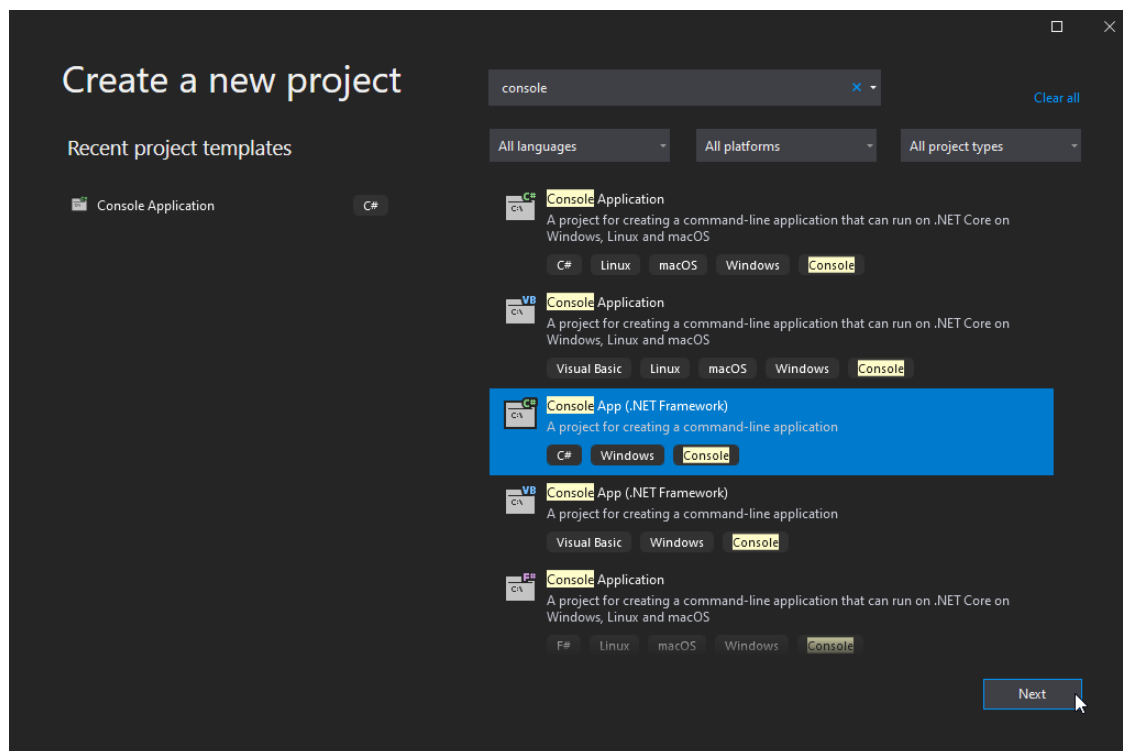 Create a new project
console
Clear all
Recent project templates
All languages
All platforms
All project types
Console Application
C#
C#
C:\
Console Application
A project for creating a command-line application that can run on .NET Core on
Windows, Linux and macOS
C# Linux macOS Windows Console
VB
C:\
Console Application
A project for creating a command-line application that can run on .NET Core on
Windows, Linux and macOS
Visual Basic Linux macOS Windows Console
C#
C:\
Console App (.NET Framework)
A project for creating a command-line application
C# Windows Console
VB
C:\
Console App (.NET Framework)
A project for creating a command-line application
Visual Basic Windows Console
F#
C:\
Console Application
A project for creating a command-line application that can run on .NET Core on
Windows, Linux and macOS
F# Linux macOS Windows Console
Next